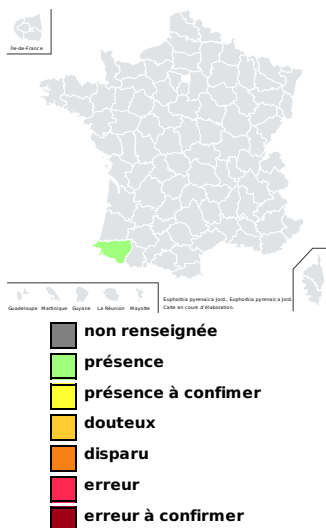 Île-de-France
Guadeloupe Martinique Guyane La Réunion Mayotte
Euphorbia pyrenaica Jord., Euphorbia pyrenaica Jord.
Carte en cours d'élaboration.
non renseignée
présence
présence à confimer
douteux
disparu
erreur
erreur à confirmer